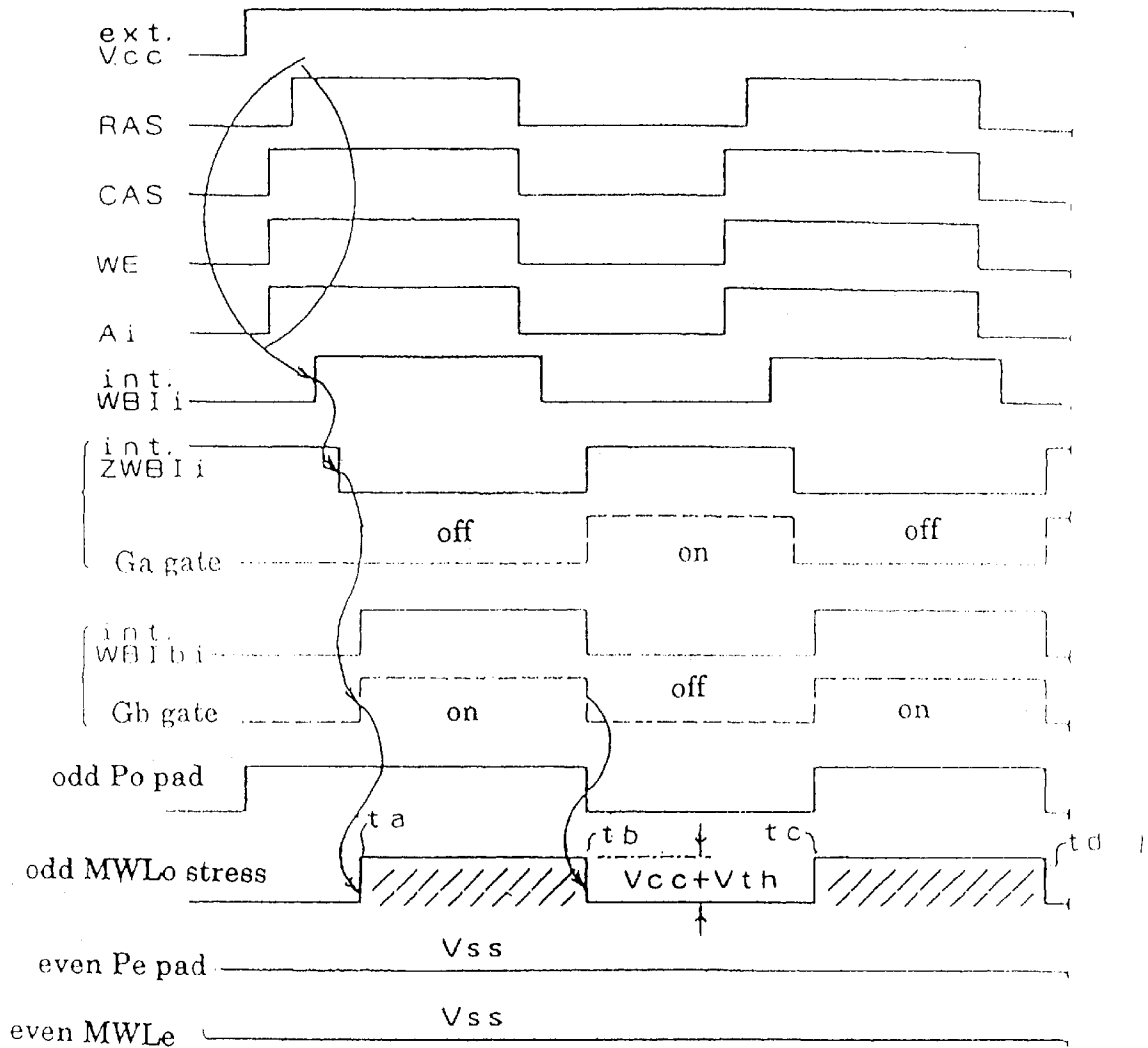 ext.
Vcc
RAS
CAS
WE
Ai
int.
WBIi
int.
ZWBIi
off
on
off
Ga gate
int.
WBIbi
off
Gb gate
on
on
odd Po pad
ta
tb
tc
td
odd MWLo stress
Vcc+Vth
Vss
even Pe pad
Vss
even MWLe